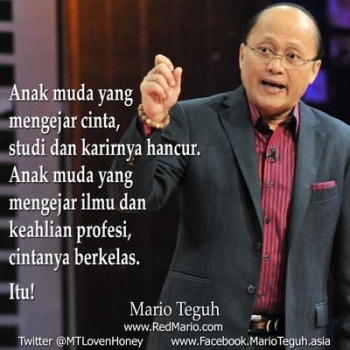 Anak muda yang
mengejar cinta,
studi dan karirnya hancur.
Anak muda yang
mengejar ilmu dan
keahlian profesi,
cintanya berkelas.
Itu!
Mario Teguh
www.RedMario.com
Twitter @MTLovenHoney www.Facebook.MarioTeguh.asia